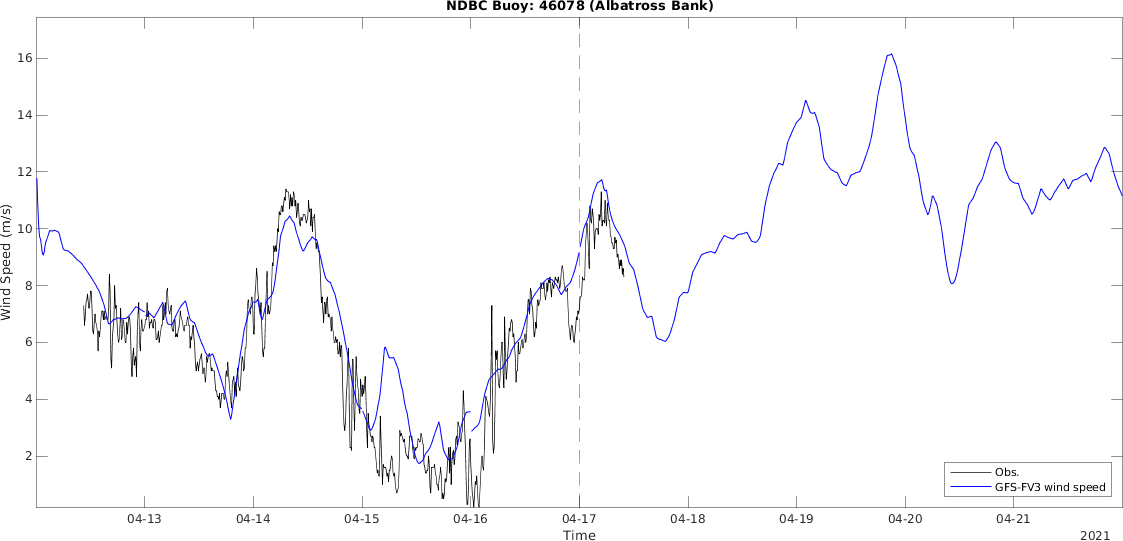 NDBC Buoy: 46078 (Albatross Bank)
16
14
12
10
8
6
4
2
Wind Speed (m/s)
Obs.
GFS-FV3 wind speed
04-13 04-14 04-15 04-16 04-17 04-18 04-19 04-20 04-21
Time
2021